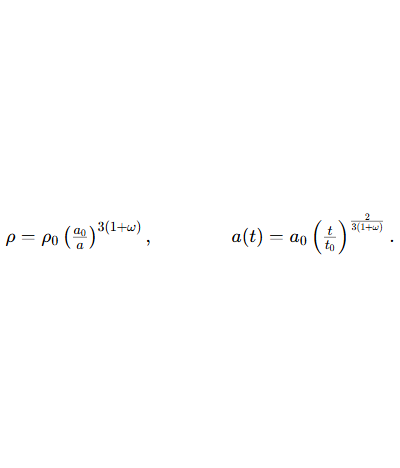 ρ = ρ₀ (a₀/a)^{3(1+ω)} , a(t) = a₀ (t/t₀)^{2/(3(1+ω))} .